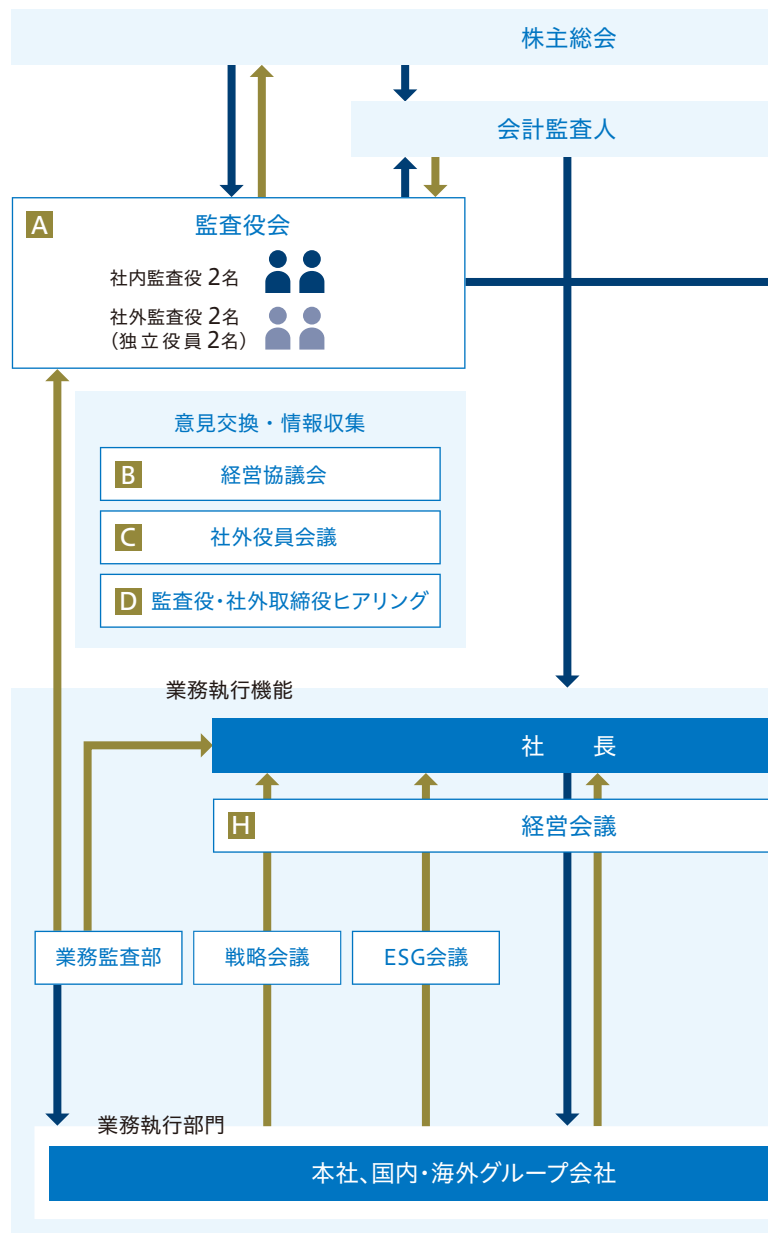 株主総会
会計監査人
A 監査役会
社内監査役 2名
社外監査役 2名
(独立役員 2名)
意見交換・情報収集
B 経営協議会
C 社外役員会議
D 監査役・社外取締役ヒアリング
業務執行機能
社 長
H 経営会議
業務監査部
戦略会議
ESG会議
業務執行部門
本社、国内・海外グループ会社